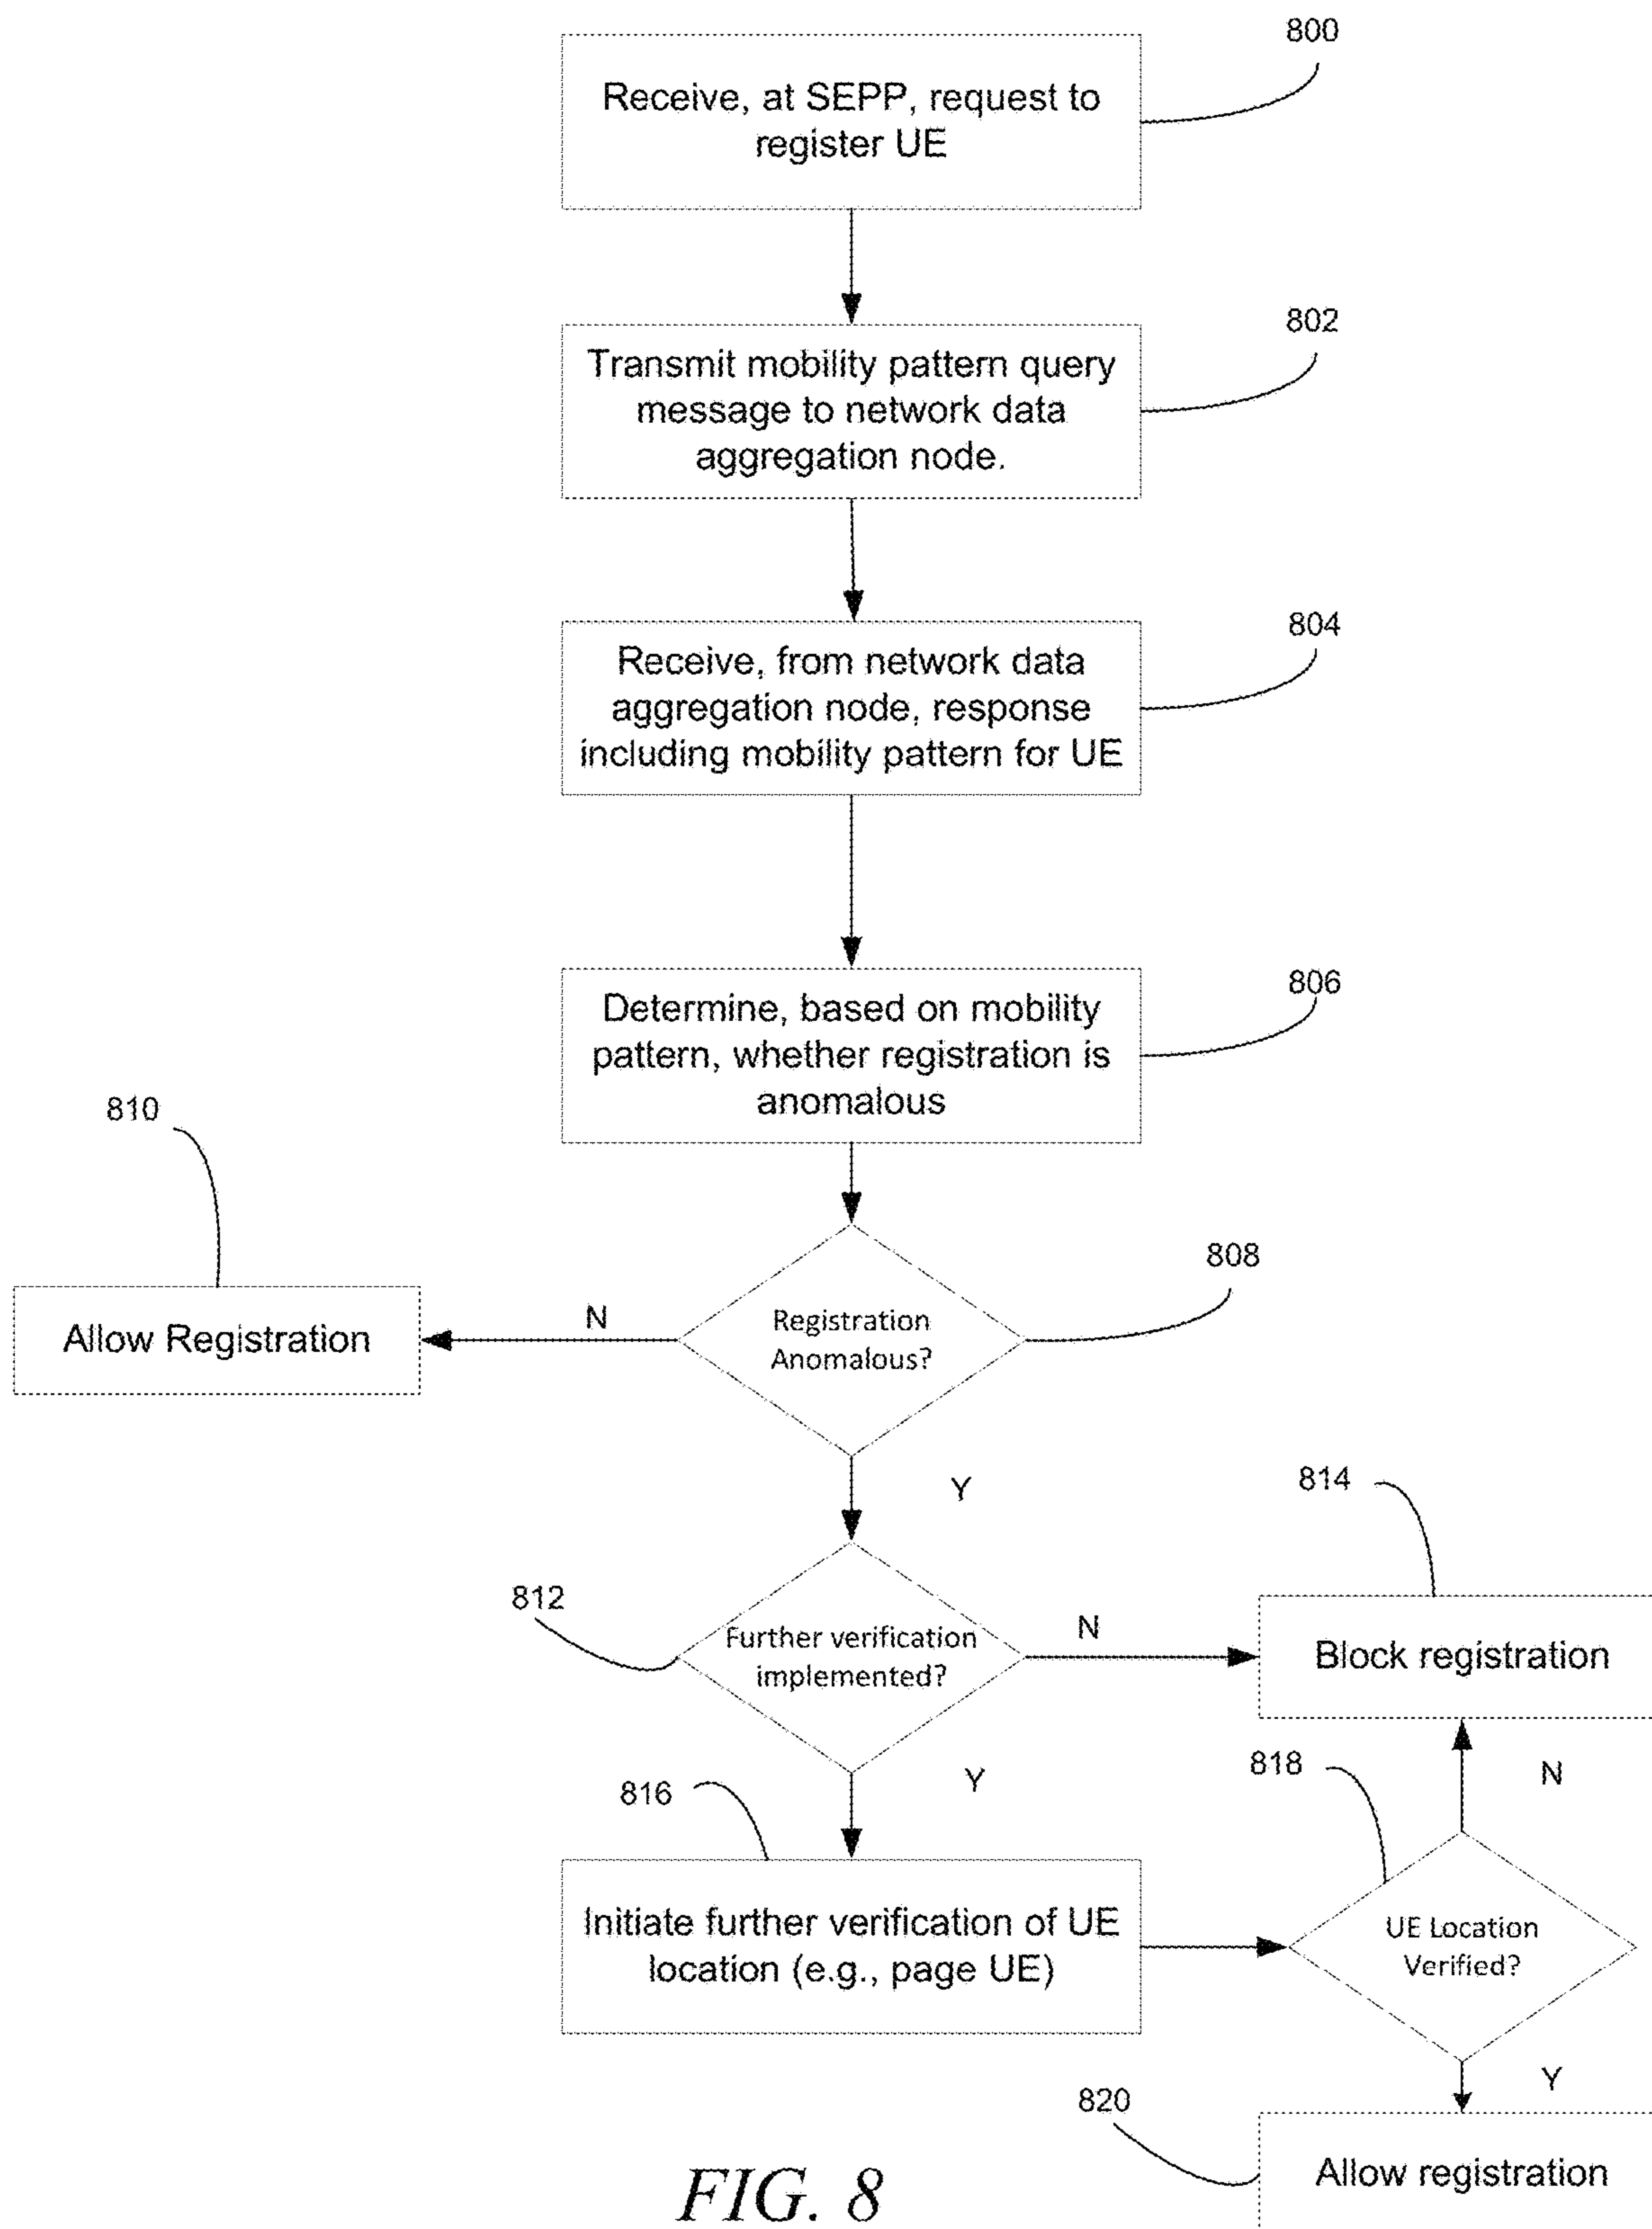 800
Receive, at SEPP, request to
register UE
802
Transmit mobility pattern query
message to network data
aggregation node.
804
Receive, from network data
aggregation node, response
including mobility pattern for UE
806
Determine, based on mobility
pattern, whether registration is
anomalous
810
808
Allow Registration
N
Registration
Anomalous?
Y
814
812
Further verification
implemented?
N
Block registration
Y
816
818
N
Initiate further verification of UE
location (e.g., page UE)
UE Location
Verified?
Y
820
Allow registration
FIG. 8